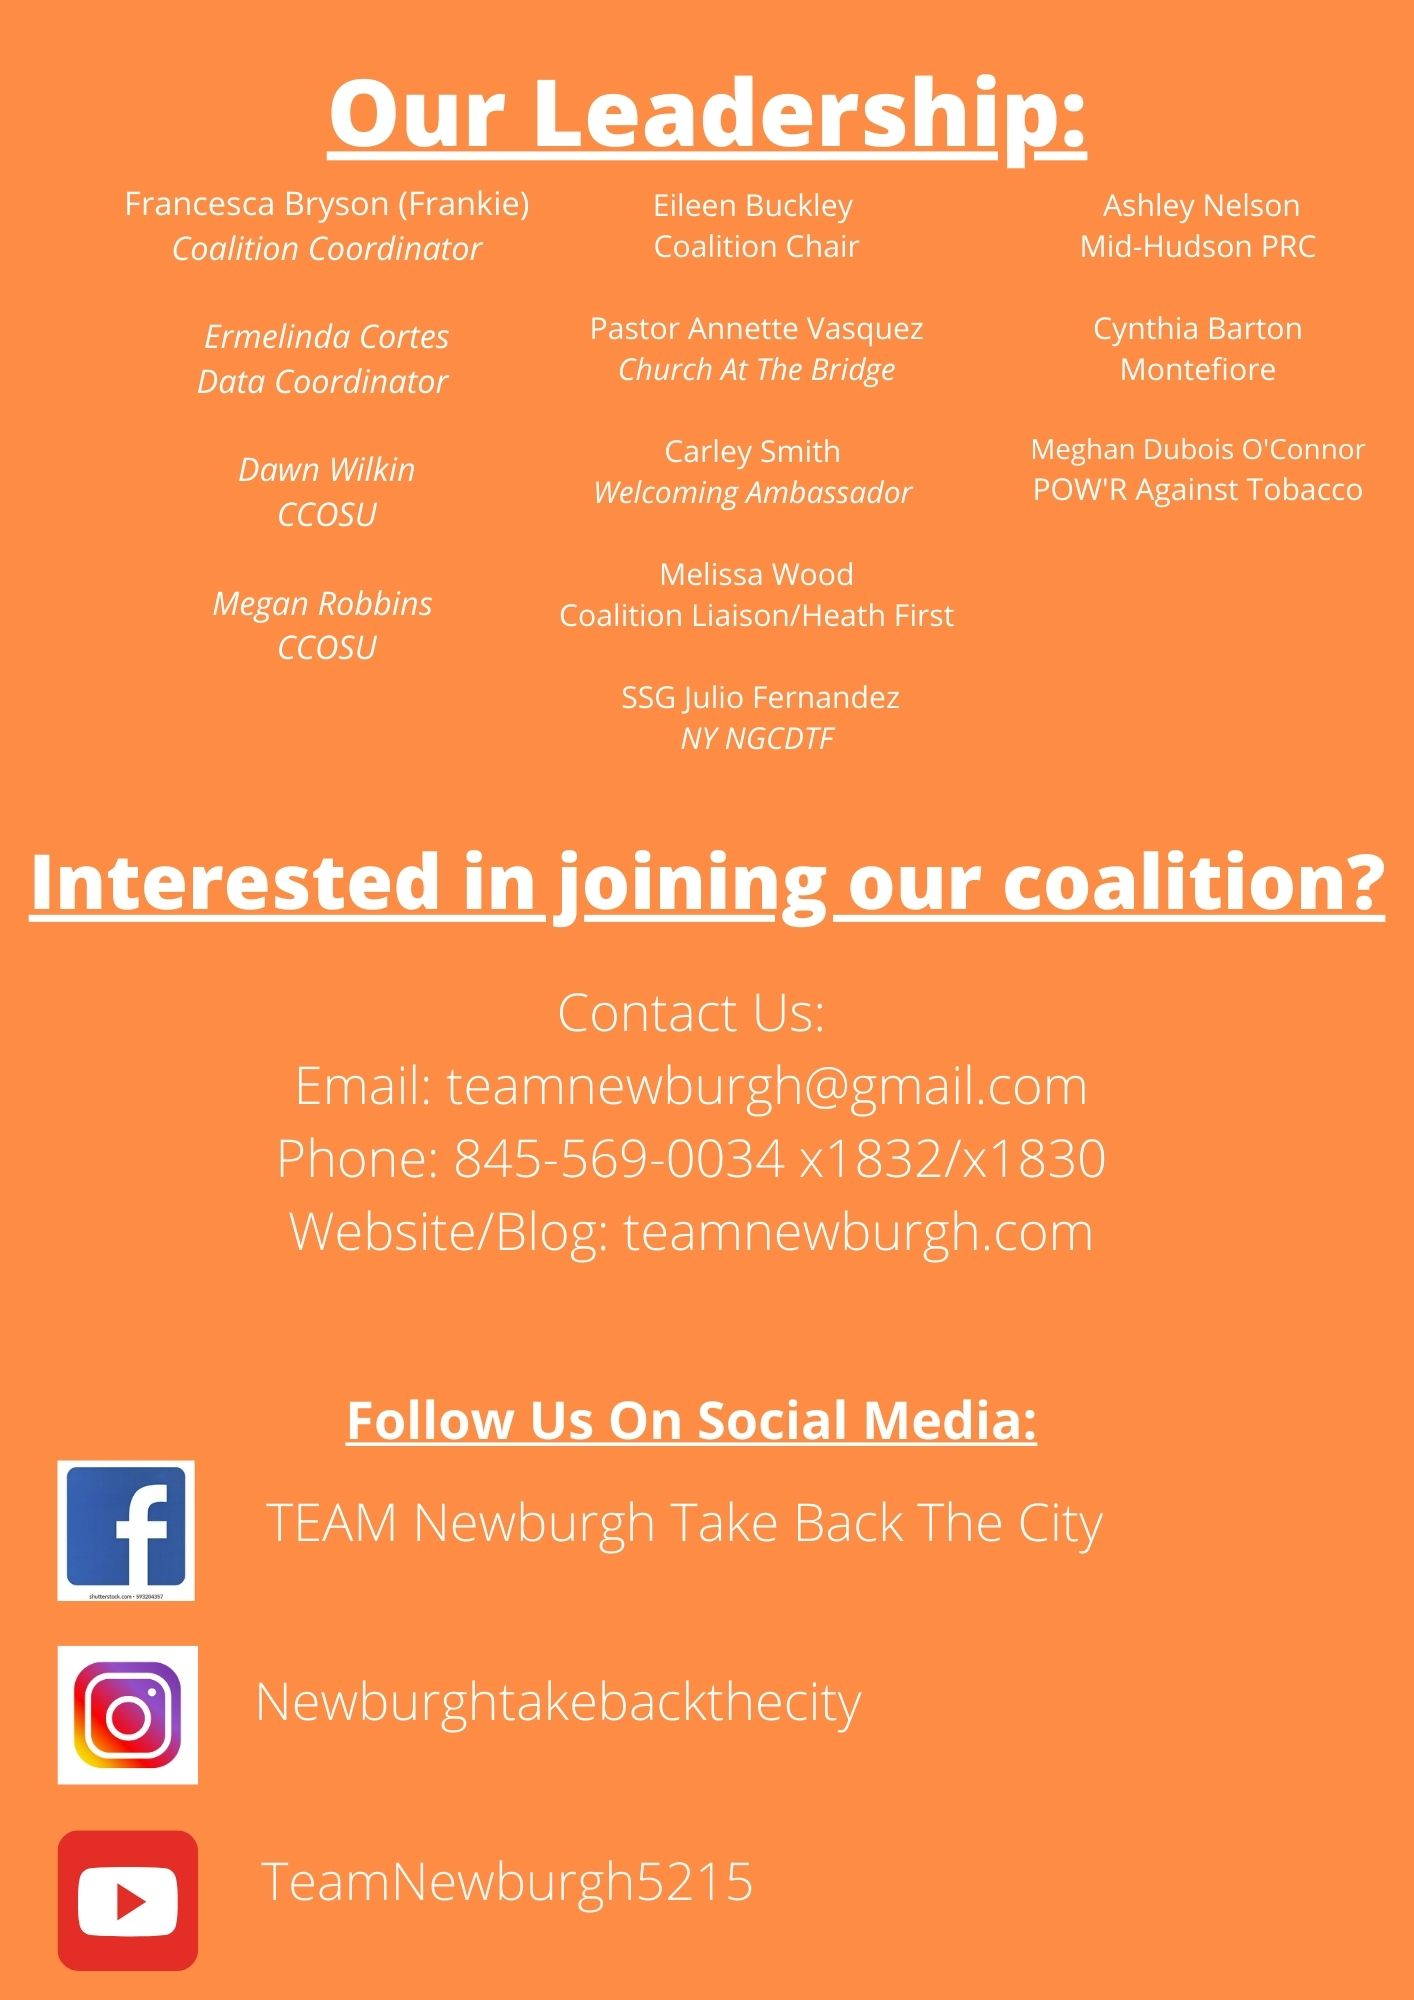 Our Leadership:
Francesca Bryson (Frankie)
Coalition Coordinator
Ermelinda Cortes
Data Coordinator
Dawn Wilkin
CCOSU
Megan Robbins
CCOSU
Eileen Buckley
Coalition Chair
Pastor Annette Vasquez
Church At The Bridge
Carley Smith
Welcoming Ambassador
Melissa Wood
Coalition Liaison/Heath First
SSG Julio Fernandez
NY NGCDTF
Ashley Nelson
Mid-Hudson PRC
Cynthia Barton
Montefiore
Meghan Dubois O'Connor
POW'R Against Tobacco
Interested in joining our coalition?
Contact Us:
Email: teamnewburgh@gmail.com
Phone: 845-569-0034 x1832/x1830
Website/Blog: teamnewburgh.com
Follow Us On Social Media:
f
shutterstock.com • 593204357
TEAM Newburgh Take Back The City
Newburghtakebackthecity
TeamNewburgh5215